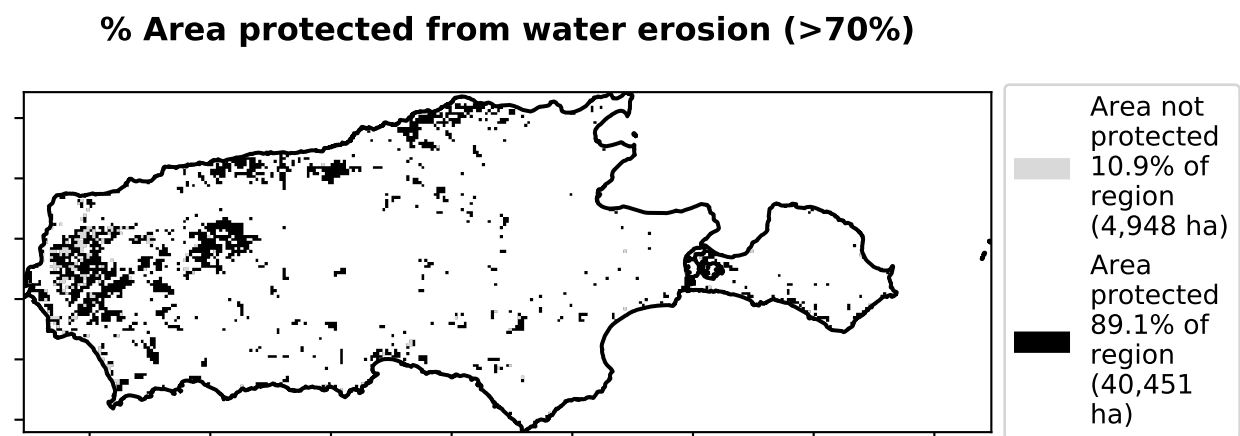 % Area protected from water erosion (>70%)
Area not
protected
10.9% of
region
(4,948 ha)
Area
protected
89.1% of
region
(40,451
ha)